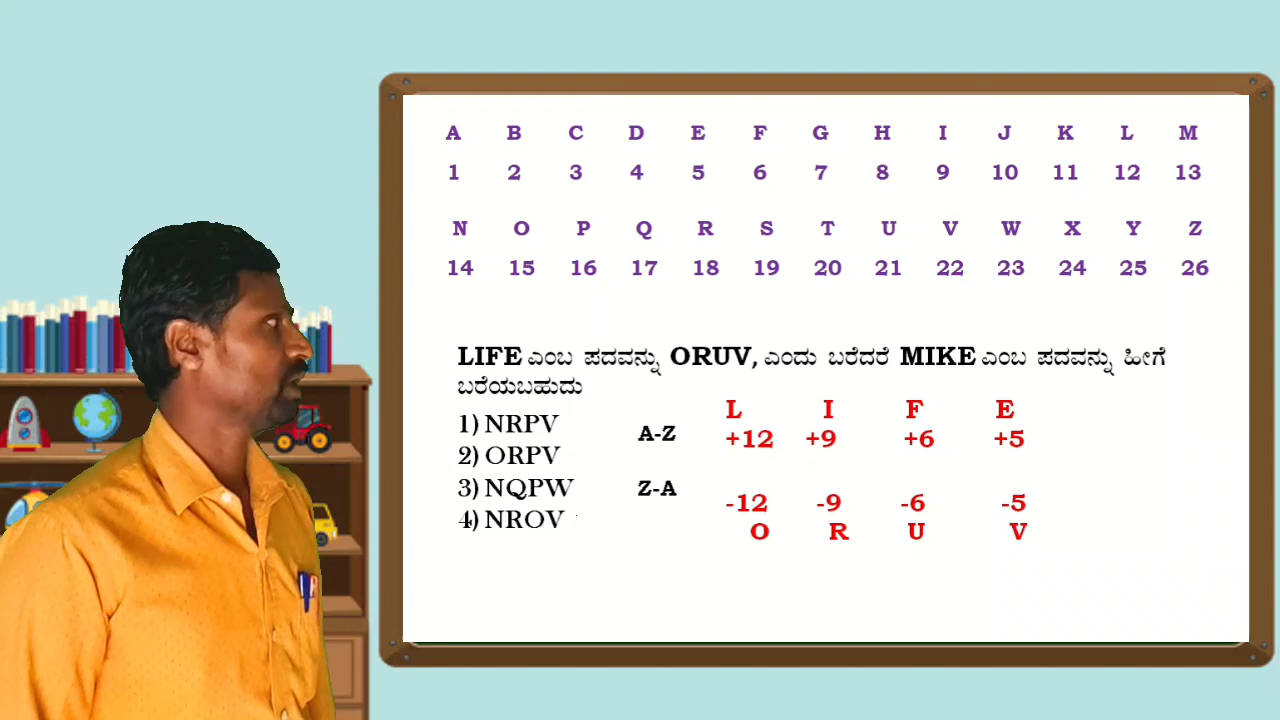 A B C D E F G H I J K L M
1 2 3 4 5 6 7 8 9 10 11 12 13
N O P Q R S T U V W X Y Z
14 15 16 17 18 19 20 21 22 23 24 25 26
LIFE ಎಂಬ ಪದವನ್ನು ORUV, ಎಂದು ಬರೆದರೆ MIKE ಎಂಬ ಪದವನ್ನು ಹೀಗೆ
ಬರೆಯಬಹುದು
1) NRPV
2) ORPV
3) NQPW
4) NROV
L I F E
A-Z +12 +9 +6 +5
Z-A -12 -9 -6 -5
O R U V